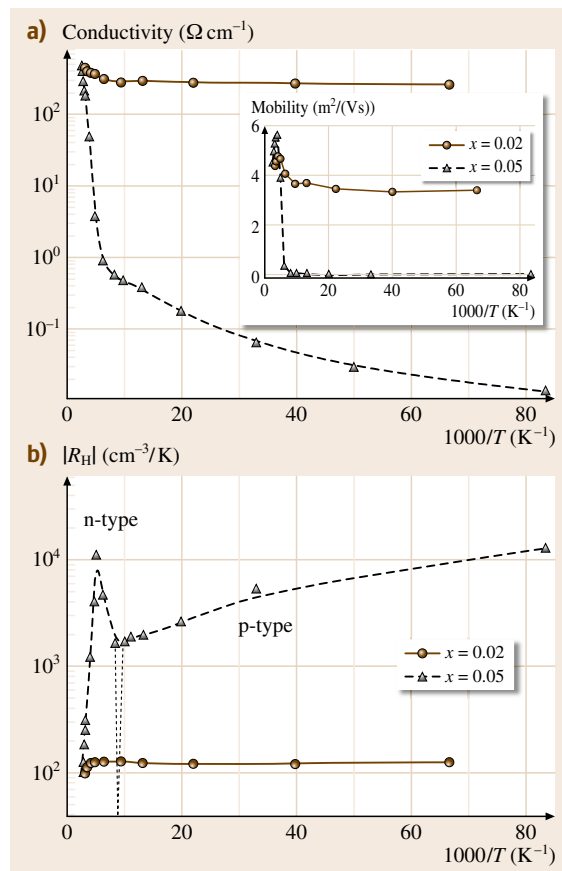 a) Conductivity (Ω cm⁻¹)
10²
10¹
10⁰
10⁻¹
0 20 40 60 80
1000/T (K⁻¹)
Mobility (m²/(Vs))
6
4
2
0
0 20 40 60 80
1000/T (K⁻¹)
x = 0.02
x = 0.05
b) |R_H| (cm⁻³/K)
n-type
10⁴
p-type
10³
x = 0.02
x = 0.05
10²
0 20 40 60 80
1000/T (K⁻¹)